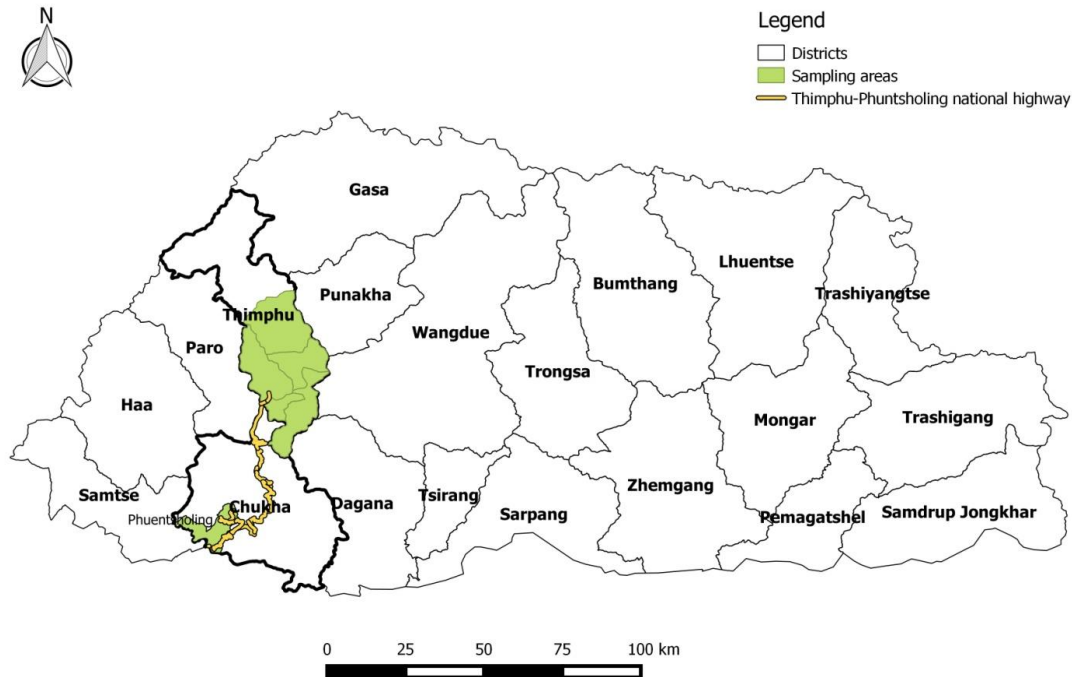 N
Legend
Districts
Sampling areas
Thimphu-Phuntsholing national highway
Gasa
Lhuentse
Bumthang
Punakha
Trashiyangtse
Thimphu
Wangdue
Paro
Trongsa
Haa
Mongar
Trashigang
Zhemgang
Samtse
Chukha
Dagana
Tsirang
Sarpang
Phuentsholing
Pemagatshel
Samdrup Jongkhar
0 25 50 75 100 km